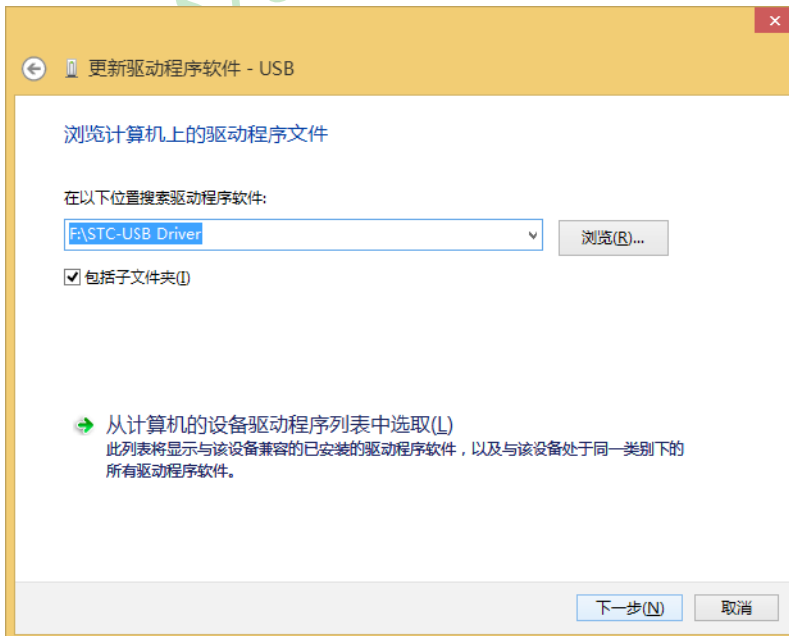 更新驱动程序软件 - USB
浏览计算机上的驱动程序文件
在以下位置搜索驱动程序软件:
F:\STC-USB Driver
浏览(R)...
包括子文件夹(I)
从计算机的设备驱动程序列表中选取(L)
此列表将显示与该设备兼容的已安装的驱动程序软件，以及与该设备处于同一类别下的
所有驱动程序软件。
下一步(N)
取消